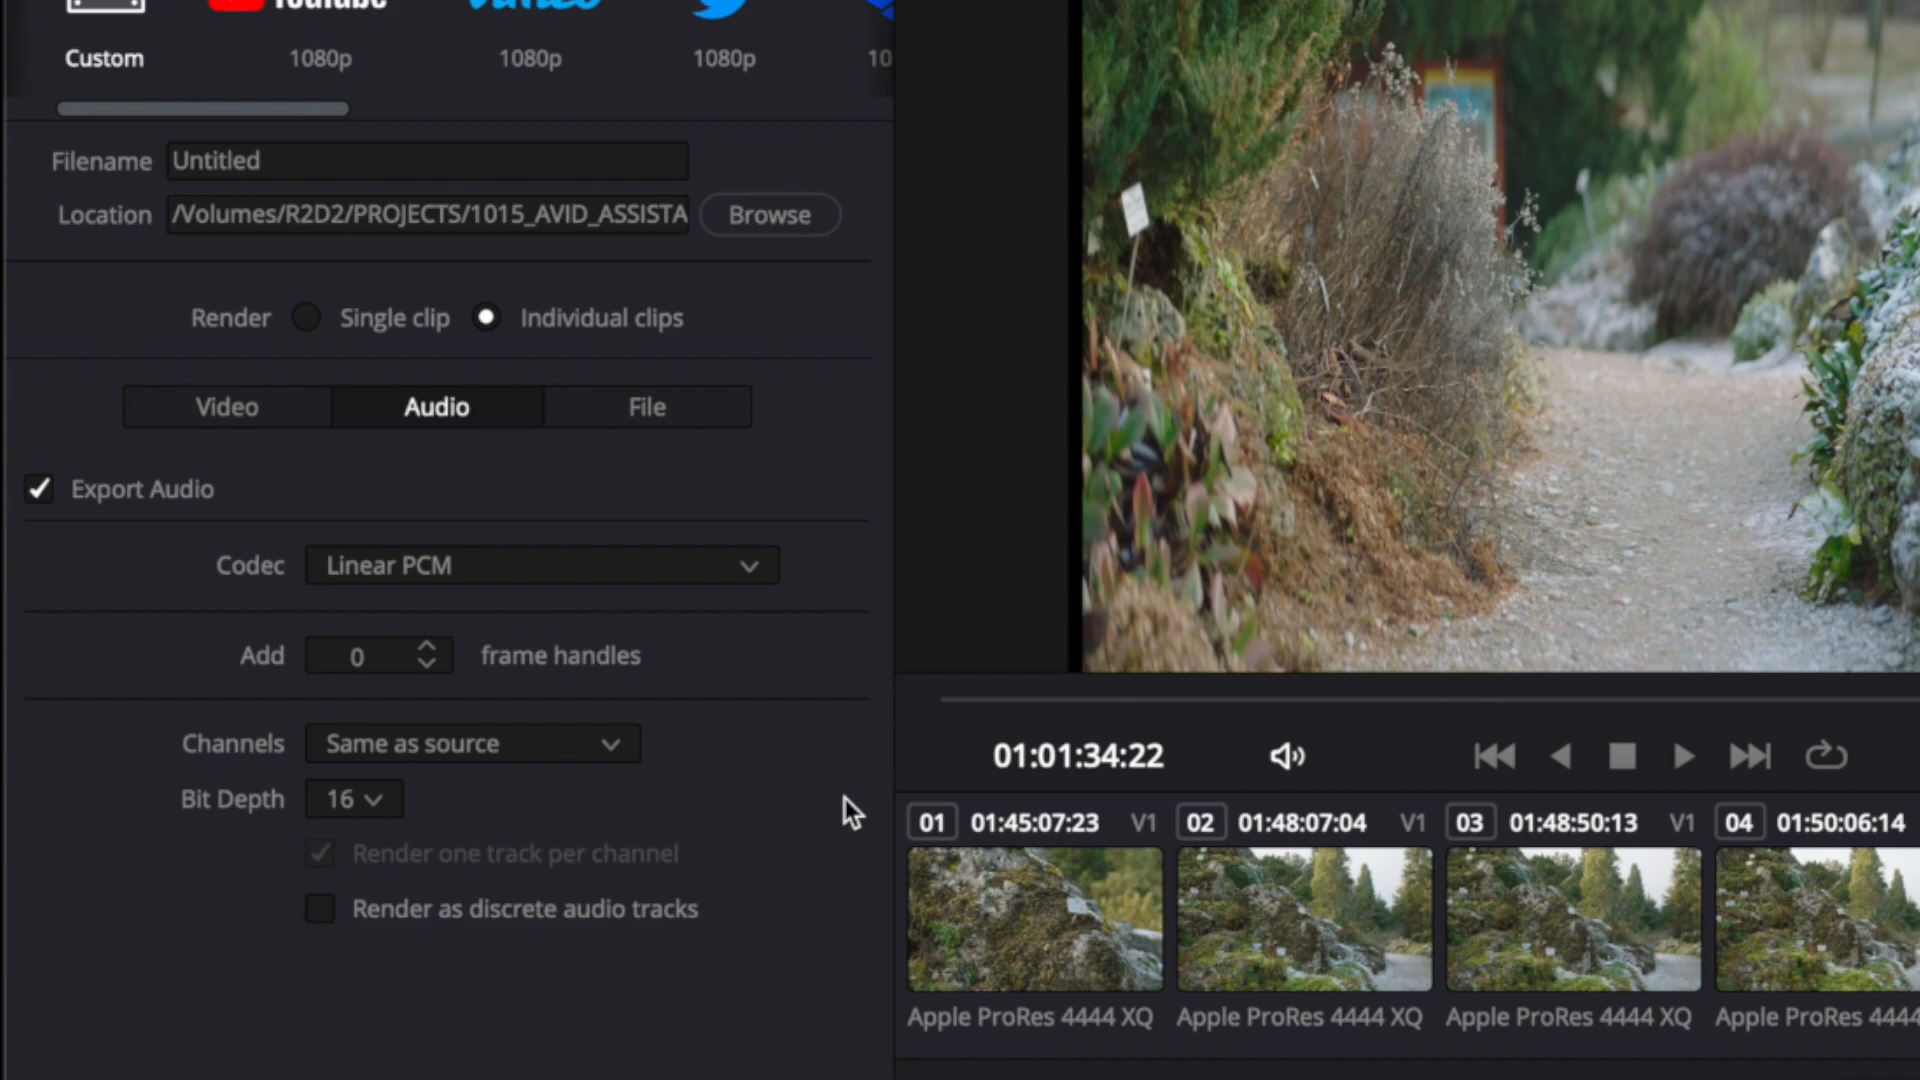 YouTube
vimeo
Custom
1080p
1080p
1080p
10
Filename
Untitled
Location
/Volumes/R2D2/PROJECTS/1015_AVID_ASSISTA
Browse
Render
Single clip
Individual clips
Video
Audio
File
Export Audio
Codec
Linear PCM
Add
0
frame handles
Channels
Same as source
Bit Depth
16
Render one track per channel
Render as discrete audio tracks
01:01:34:22
01 01:45:07:23 V1
02 01:48:07:04 V1
03 01:48:50:13 V1
04 01:50:06:14
Apple ProRes 4444 XQ
Apple ProRes 4444 XQ
Apple ProRes 4444 XQ
Apple ProRes 4444